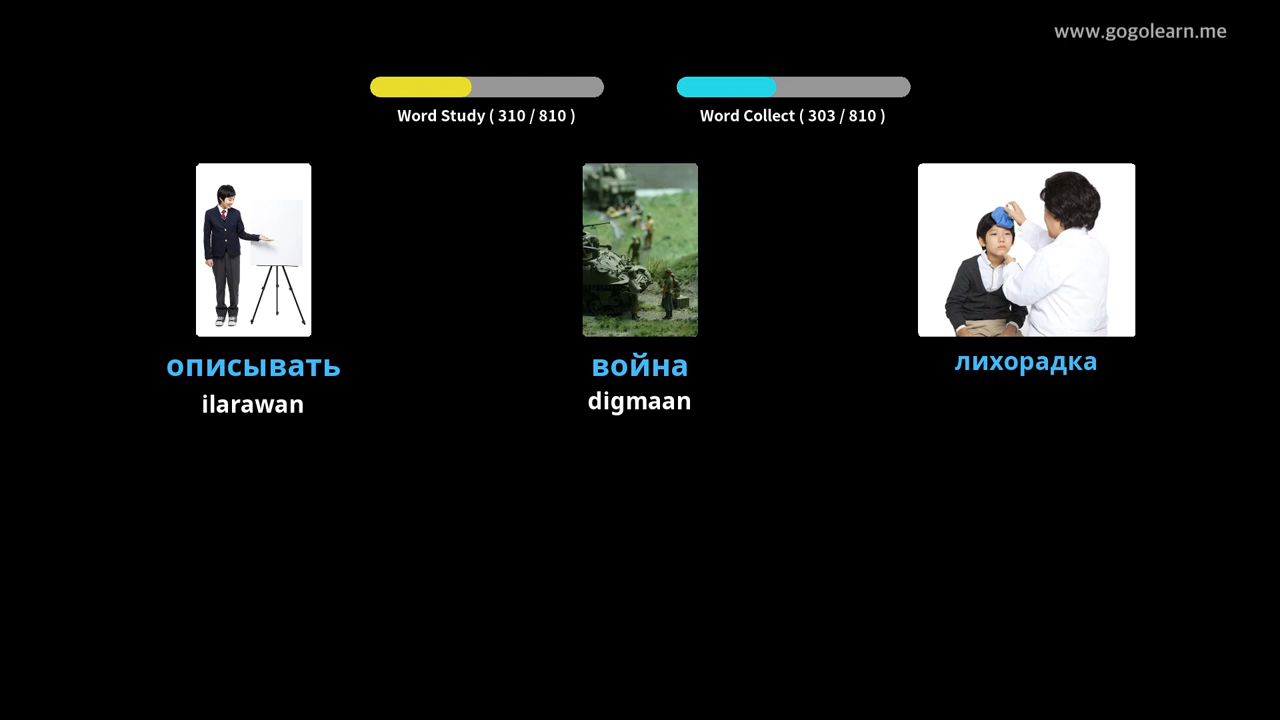 www.gogolearn.me
Word Study ( 310 / 810 )
Word Collect ( 303 / 810 )
описывать
ilarawan
война
digmaan
лихорадка